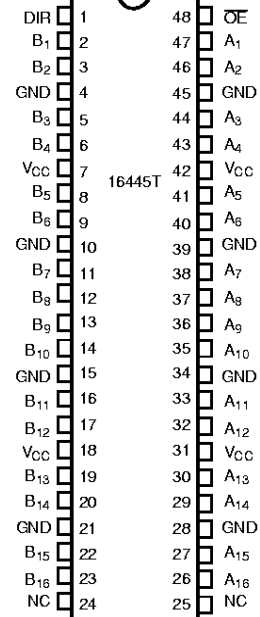 DIR 1 48 O̅E̅
B₁ 2 47 A₁
B₂ 3 46 A₂
GND 4 45 GND
B₃ 5 44 A₃
B₄ 6 43 A₄
VCC 7 42 VCC
16445T
B₅ 8 41 A₅
B₆ 9 40 A₆
GND 10 39 GND
B₇ 11 38 A₇
B₈ 12 37 A₈
B₉ 13 36 A₉
B₁₀ 14 35 A₁₀
GND 15 34 GND
B₁₁ 16 33 A₁₁
B₁₂ 17 32 A₁₂
VCC 18 31 VCC
B₁₃ 19 30 A₁₃
B₁₄ 20 29 A₁₄
GND 21 28 GND
B₁₅ 22 27 A₁₅
B₁₆ 23 26 A₁₆
NC 24 25 NC